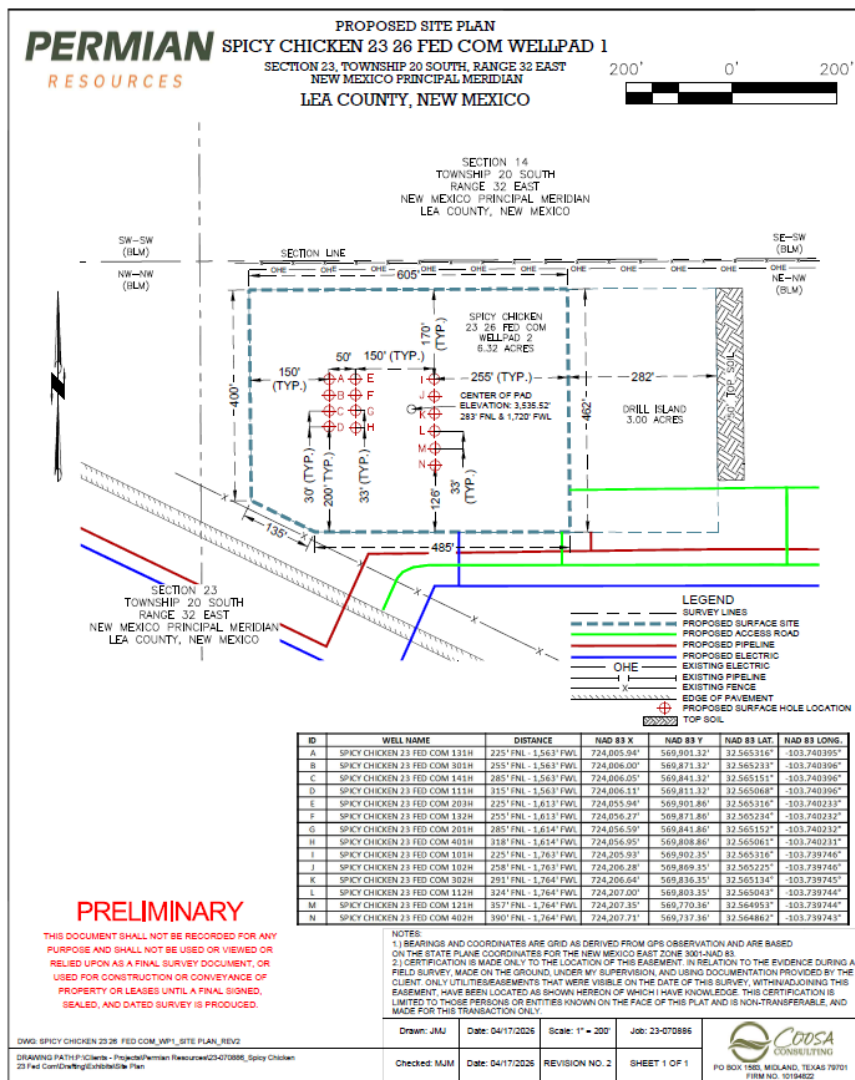 PERMIAN
RESOURCES
PROPOSED SITE PLAN
SPICY CHICKEN 23 26 FED COM WELLPAD 1
SECTION 23, TOWNSHIP 20 SOUTH, RANGE 32 EAST
NEW MEXICO PRINCIPAL MERIDIAN
LEA COUNTY, NEW MEXICO
200' 0' 200'
SECTION 14
TOWNSHIP 20 SOUTH
RANGE 32 EAST
NEW MEXICO PRINCIPAL MERIDIAN
LEA COUNTY, NEW MEXICO
SW-SW
(BLM)
NW-NW
(BLM)
SE-SW
(BLM)
NE-NW
(BLM)
SECTION LINE
OHE OHE OHE OHE OHE OHE OHE OHE OHE OHE OHE OHE
605'
400'
150'
(TYP.)
50'
150' (TYP.)
170'
(TYP.)
SPICY CHICKEN
23 26 FED COM
WELLPAD 2
6.32 ACRES
255' (TYP.)
CENTER OF PAD
ELEVATION: 3,535.52'
283' FNL & 1,720' FWL
462'
282'
DRILL ISLAND
3.00 ACRES
50' TOP SOIL
A E
B F
C G
D H
I
J
K
L
M
N
30' (TYP.)
200' TYP.)
33' (TYP.)
126'
33'
(TYP.)
135'
485'
SECTION 23
TOWNSHIP 20 SOUTH
RANGE 32 EAST
NEW MEXICO PRINCIPAL MERIDIAN
LEA COUNTY, NEW MEXICO
LEGEND
SURVEY LINES
PROPOSED SURFACE SITE
PROPOSED ACCESS ROAD
PROPOSED PIPELINE
PROPOSED ELECTRIC
OHE EXISTING ELECTRIC
EXISTING PIPELINE
x EXISTING FENCE
EDGE OF PAVEMENT
PROPOSED SURFACE HOLE LOCATION
TOP SOIL
ID WELL NAME DISTANCE NAD 83 X NAD 83 Y NAD 83 LAT. NAD 83 LONG.
A SPICY CHICKEN 23 FED COM 131H 225' FNL - 1,563' FWL 724,005.94' 569,901.32' 32.565316° -103.740395°
B SPICY CHICKEN 23 FED COM 301H 255' FNL - 1,563' FWL 724,006.00' 569,871.32' 32.565233° -103.740396°
C SPICY CHICKEN 23 FED COM 141H 285' FNL - 1,563' FWL 724,006.05' 569,841.32' 32.565151° -103.740396°
D SPICY CHICKEN 23 FED COM 111H 315' FNL - 1,563' FWL 724,006.11' 569,811.32' 32.565068° -103.740396°
E SPICY CHICKEN 23 FED COM 203H 225' FNL - 1,613' FWL 724,055.94' 569,901.86' 32.565316° -103.740233°
F SPICY CHICKEN 23 FED COM 132H 255' FNL - 1,613' FWL 724,056.27' 569,871.86' 32.565234° -103.740232°
G SPICY CHICKEN 23 FED COM 201H 285' FNL - 1,614' FWL 724,056.59' 569,841.86' 32.565152° -103.740232°
H SPICY CHICKEN 23 FED COM 401H 318' FNL - 1,614' FWL 724,056.95' 569,808.86' 32.565061° -103.740231°
I SPICY CHICKEN 23 FED COM 101H 225' FNL - 1,763' FWL 724,205.93' 569,902.35' 32.565316° -103.739746°
J SPICY CHICKEN 23 FED COM 102H 258' FNL - 1,763' FWL 724,206.28' 569,869.35' 32.565225° -103.739746°
K SPICY CHICKEN 23 FED COM 302H 291' FNL - 1,764' FWL 724,206.64' 569,836.35' 32.565134° -103.739745°
L SPICY CHICKEN 23 FED COM 112H 324' FNL - 1,764' FWL 724,207.00' 569,803.35' 32.565043° -103.739744°
M SPICY CHICKEN 23 FED COM 121H 357' FNL - 1,764' FWL 724,207.35' 569,770.36' 32.564953° -103.739744°
N SPICY CHICKEN 23 FED COM 402H 390' FNL - 1,764' FWL 724,207.71' 569,737.36' 32.564862° -103.739743°
PRELIMINARY
THIS DOCUMENT SHALL NOT BE RECORDED FOR ANY
PURPOSE AND SHALL NOT BE USED OR VIEWED OR
RELIED UPON AS A FINAL SURVEY DOCUMENT, OR
USED FOR CONSTRUCTION OR CONVEYANCE OF
PROPERTY OR LEASES UNTIL A FINAL SIGNED,
SEALED, AND DATED SURVEY IS PRODUCED.
NOTES:
1.) BEARINGS AND COORDINATES ARE GRID AS DERIVED FROM GPS OBSERVATION AND ARE BASED
ON THE STATE PLANE COORDINATES FOR THE NEW MEXICO EAST ZONE 3001-NAD 83.
2.) CERTIFICATION IS MADE ONLY TO THE LOCATION OF THIS EASEMENT. IN RELATION TO THE EVIDENCE DURING A
FIELD SURVEY, MADE ON THE GROUND, UNDER MY SUPERVISION, AND USING DOCUMENTATION PROVIDED BY THE
CLIENT. ONLY UTILITIES/EASEMENTS THAT WERE VISIBLE ON THE DATE OF THIS SURVEY, WITHIN/ADJOINING THIS
EASEMENT, HAVE BEEN LOCATED AS SHOWN HEREON OF WHICH I HAVE KNOWLEDGE. THIS CERTIFICATION IS
LIMITED TO THOSE PERSONS OR ENTITIES KNOWN ON THE FACE OF THIS PLAT AND IS NON-TRANSFERABLE, AND
MADE FOR THIS TRANSACTION ONLY.
DWG: SPICY CHICKEN 23 26 FED COM_WP1_SITE PLAN_REV2
DRAWING PATH:P:\Clients - Projects\Permian Resources\23-070886_Spicy Chicken
23 Fed Com\Drafting\Exhibits\Site Plan
Drawn: JMJ Date: 04/17/2026 Scale: 1" = 200' Job: 23-070886
Checked: MJM Date: 04/17/2026 REVISION NO. 2 SHEET 1 OF 1
COOSA
CONSULTING
PO BOX 1583, MIDLAND, TEXAS 79701
FIRM NO. 10194822